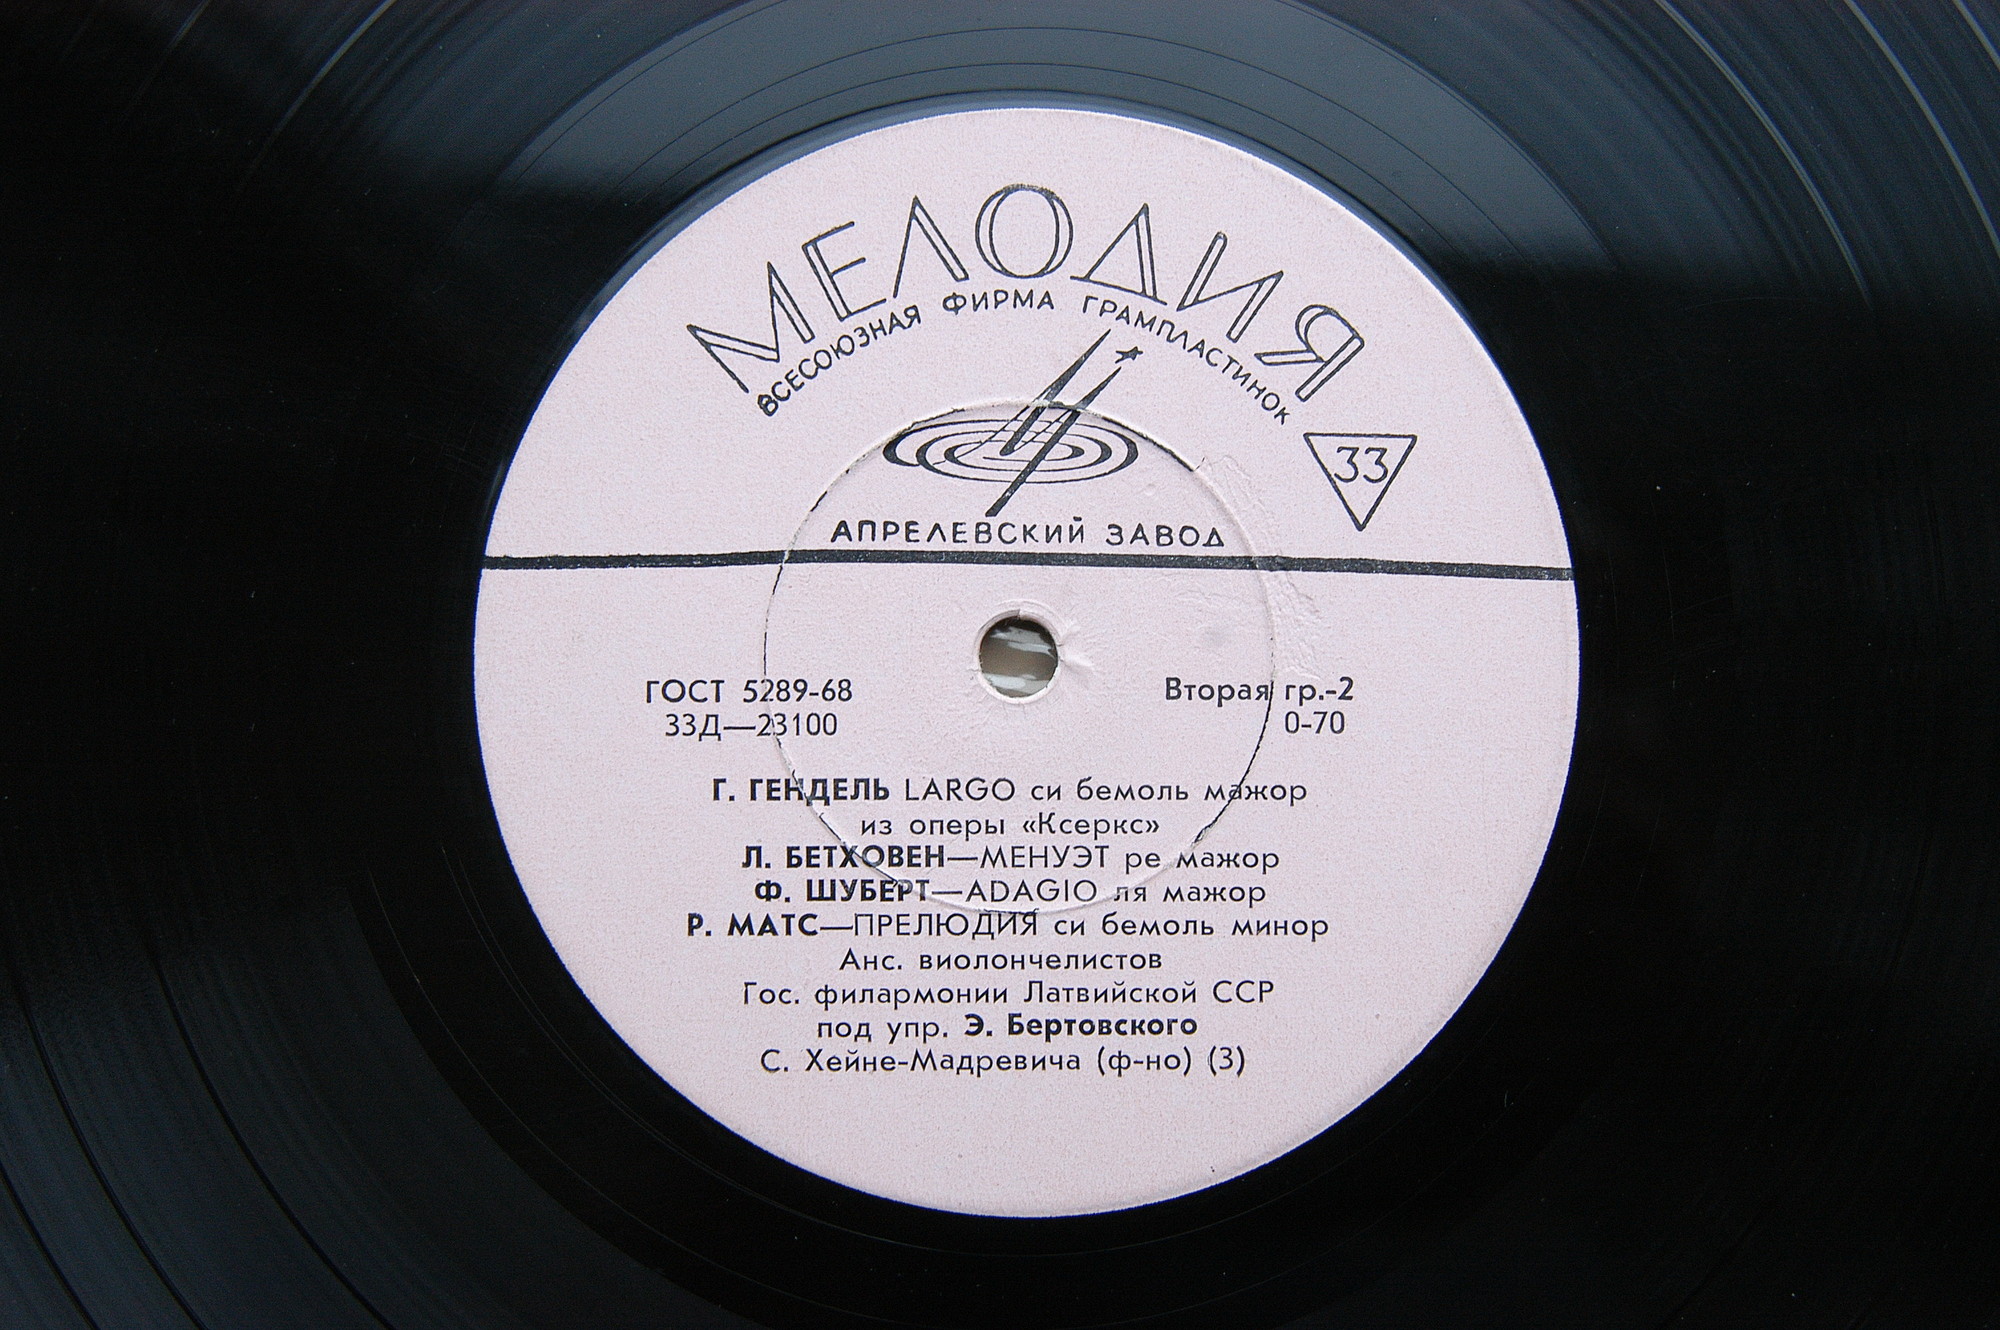 МЕЛОДИЯ
ВСЕСОЮЗНАЯ ФИРМА ГРАМПЛАСТИНОК
33
АПРЕЛЕВСКИЙ ЗАВОД
ГОСТ 5289-68 Вторая гр.-2
33Д—23100 0-70
Г. ГЕНДЕЛЬ LARGO си бемоль мажор
из оперы «Ксеркс»
Л. БЕТХОВЕН—МЕНУЭТ ре мажор
Ф. ШУБЕРТ—ADAGIO ля мажор
Р. МАТС—ПРЕЛЮДИЯ си бемоль минор
Анс. виолончелистов
Гос. филармонии Латвийской ССР
под упр. Э. Бертовского
С. Хейне-Мадревича (ф-но) (3)